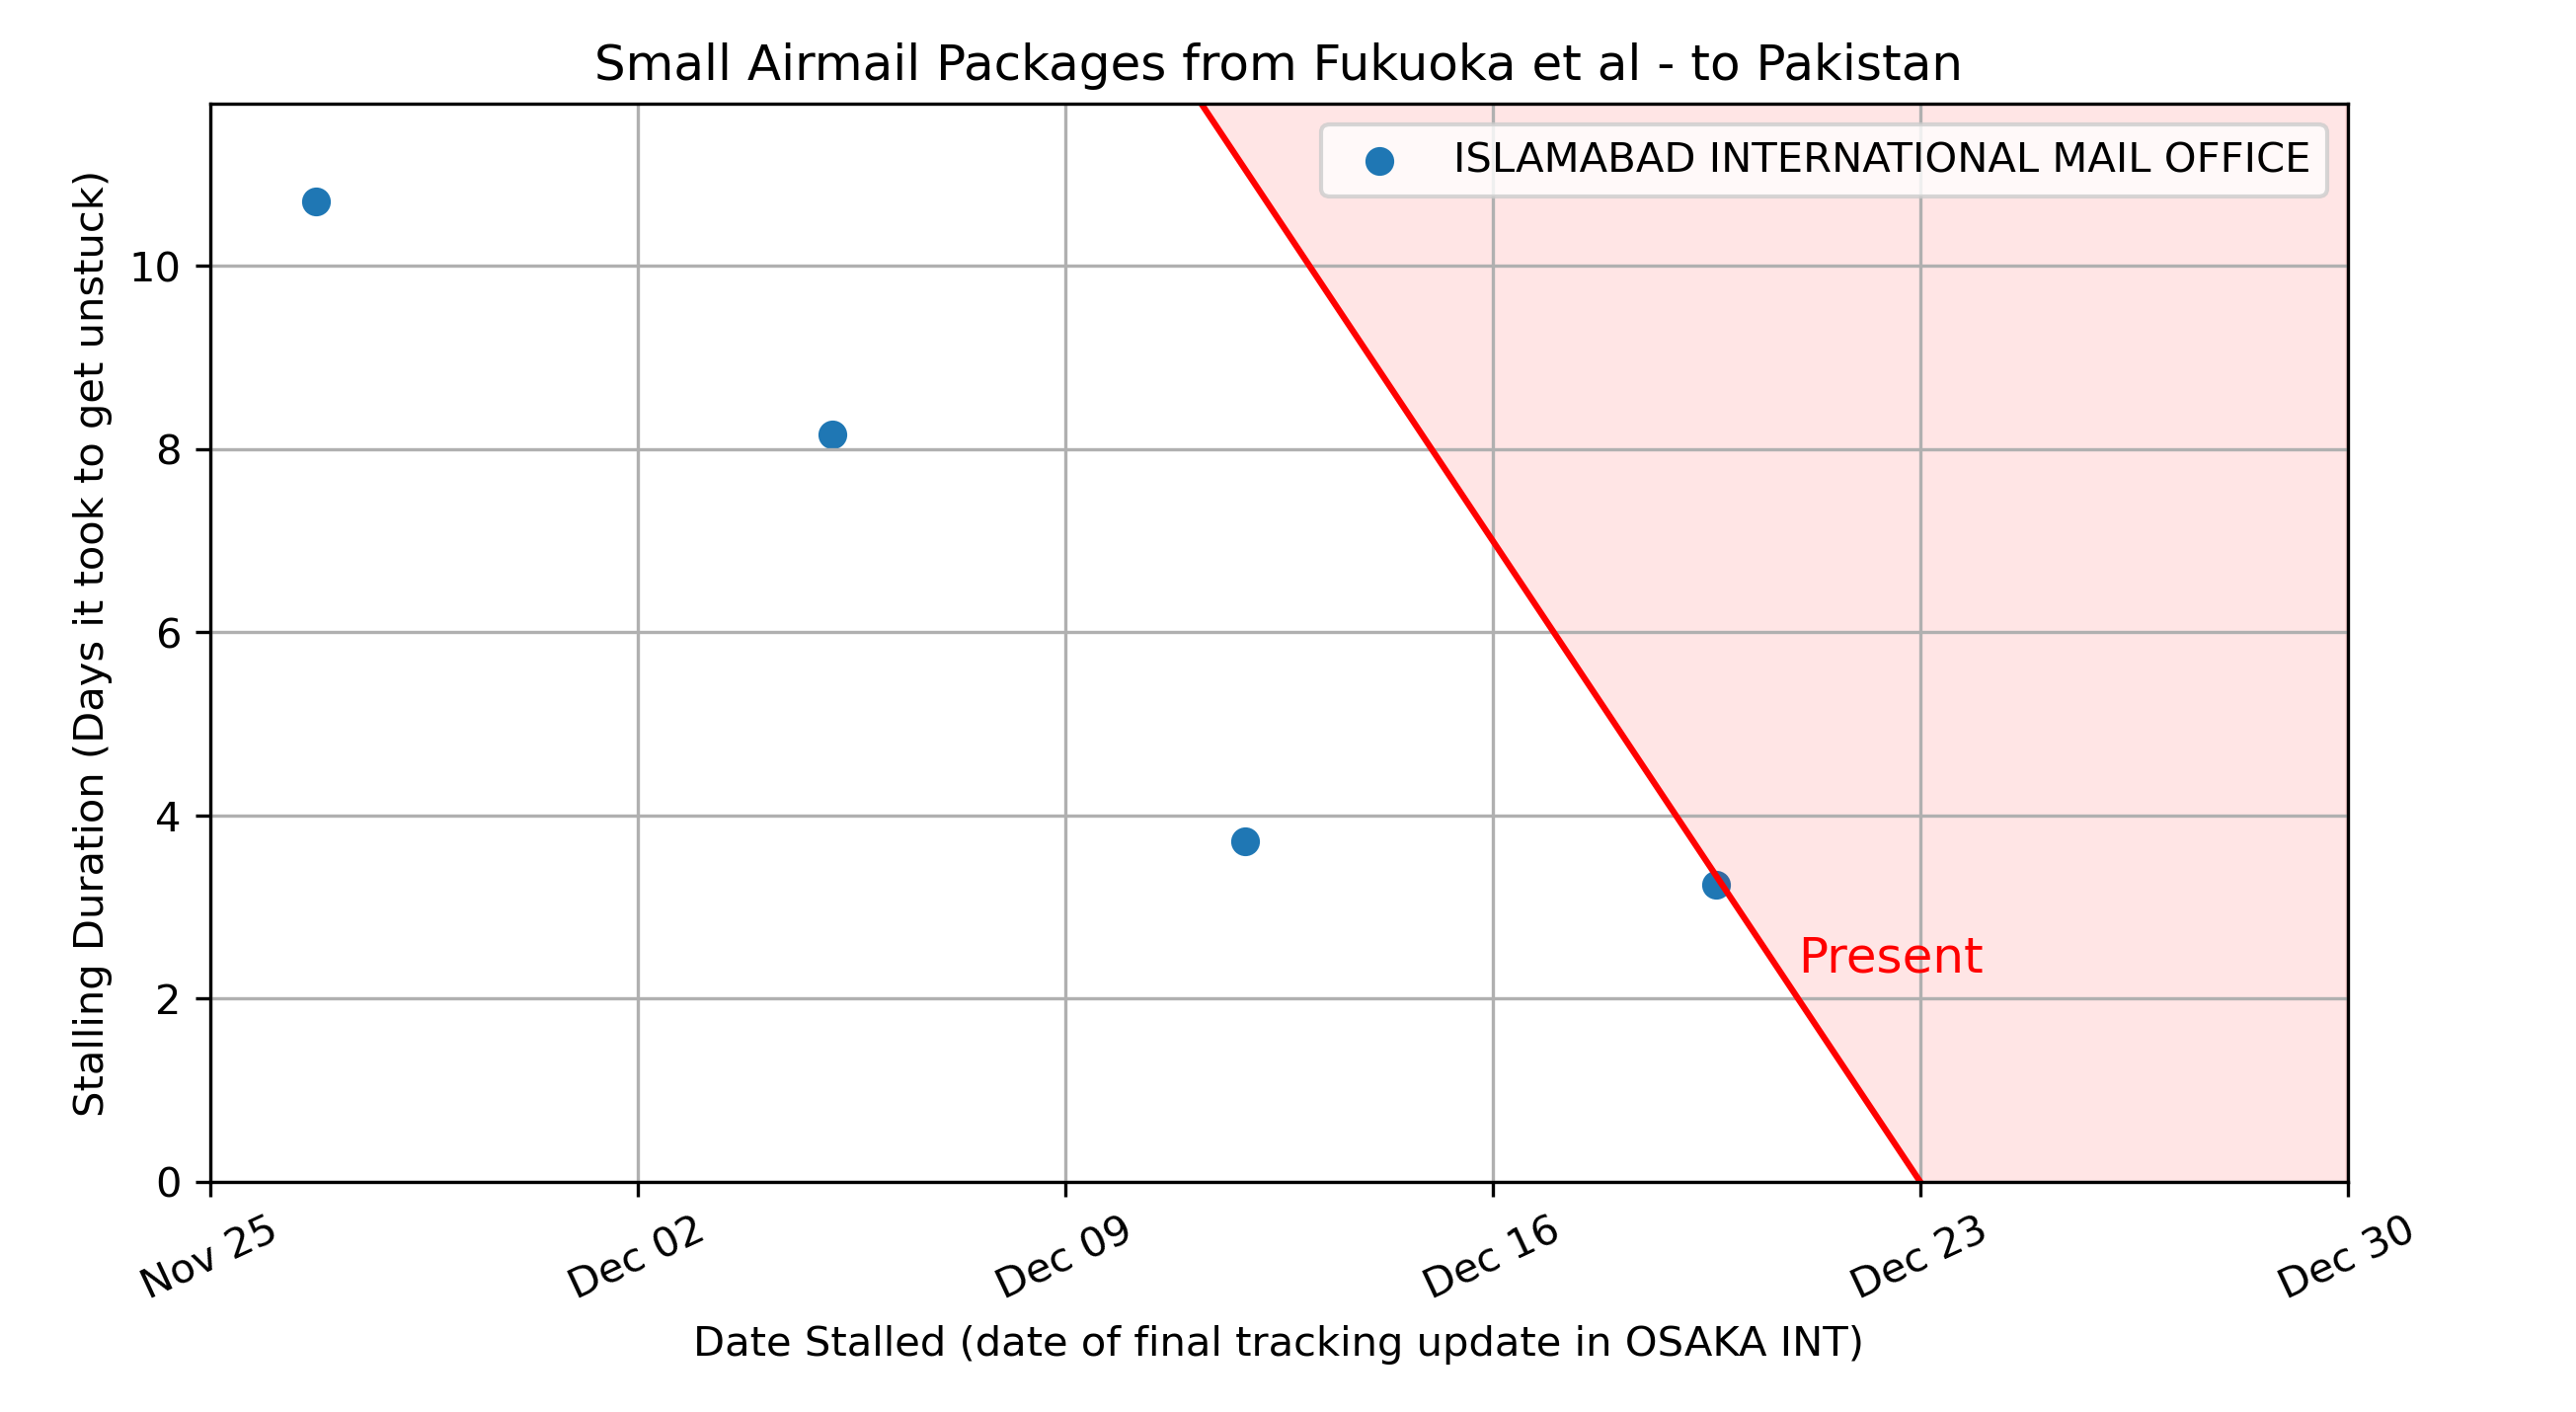 Small Airmail Packages from Fukuoka et al - to Pakistan
ISLAMABAD INTERNATIONAL MAIL OFFICE
Stalling Duration (Days it took to get unstuck)
10
8
6
4
2
0
Present
Nov 25
Dec 02
Dec 09
Dec 16
Dec 23
Dec 30
Date Stalled (date of final tracking update in OSAKA INT)